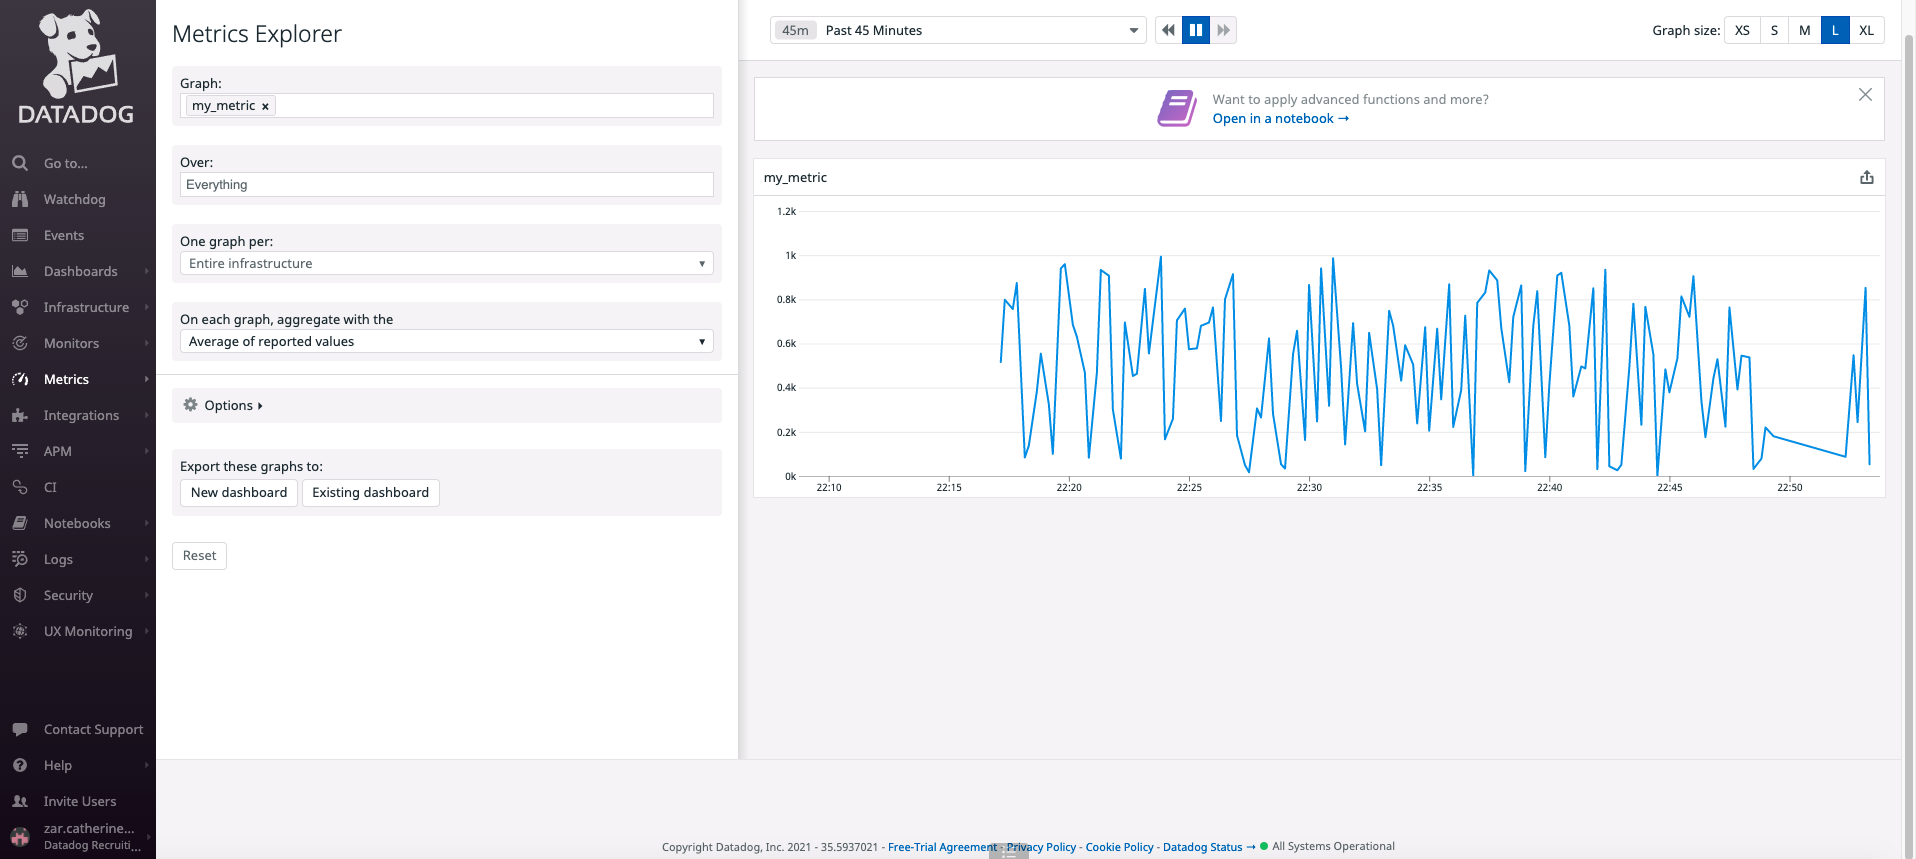 DATADOG
Go to...
Watchdog
Events
Dashboards
Infrastructure
Monitors
Metrics
Integrations
APM
CI
Notebooks
Logs
Security
UX Monitoring
Contact Support
Help
Invite Users
zar.catherine...
Datadog Recruiti...
Metrics Explorer
Graph:
my_metric ×
Over:
Everything
One graph per:
Entire infrastructure
On each graph, aggregate with the
Average of reported values
Options
Export these graphs to:
New dashboard Existing dashboard
Reset
45m Past 45 Minutes
Graph size: XS S M L XL
Want to apply advanced functions and more?
Open in a notebook →
my_metric
1.2k
1k
0.8k
0.6k
0.4k
0.2k
0k
22:10 22:15 22:20 22:25 22:30 22:35 22:40 22:45 22:50
Copyright Datadog, Inc. 2021 - 35.5937021 - Free-Trial Agreement - Privacy Policy - Cookie Policy - Datadog Status → All Systems Operational